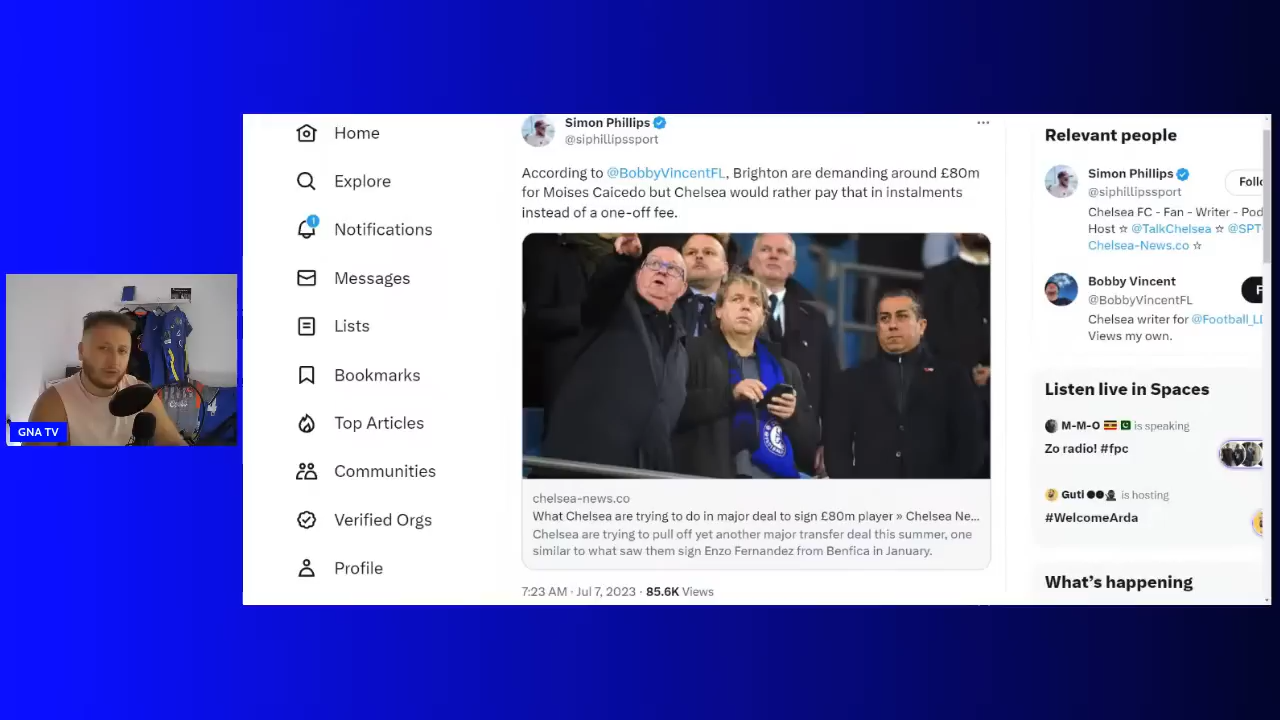 GNA TV
Home
Explore
1
Notifications
Messages
Lists
Bookmarks
Top Articles
Communities
Verified Orgs
Profile
Simon Phillips
@siphillipssport
According to @BobbyVincentFL, Brighton are demanding around £80m
for Moises Caicedo but Chelsea would rather pay that in instalments
instead of a one-off fee.
chelsea-news.co
What Chelsea are trying to do in major deal to sign £80m player » Chelsea Ne...
Chelsea are trying to pull off yet another major transfer deal this summer, one
similar to what saw them sign Enzo Fernandez from Benfica in January.
7:23 AM · Jul 7, 2023 · 85.6K Views
Relevant people
Simon Phillips
@siphillipssport
Follo
Chelsea FC - Fan - Writer - Pod
Host ☆ @TalkChelsea ☆ @SPT
Chelsea-News.co ☆
Bobby Vincent
@BobbyVincentFL
F
Chelsea writer for @Football_L
Views my own.
Listen live in Spaces
M-M-O is speaking
Zo radio! #fpc
Guti is hosting
#WelcomeArda
What's happening